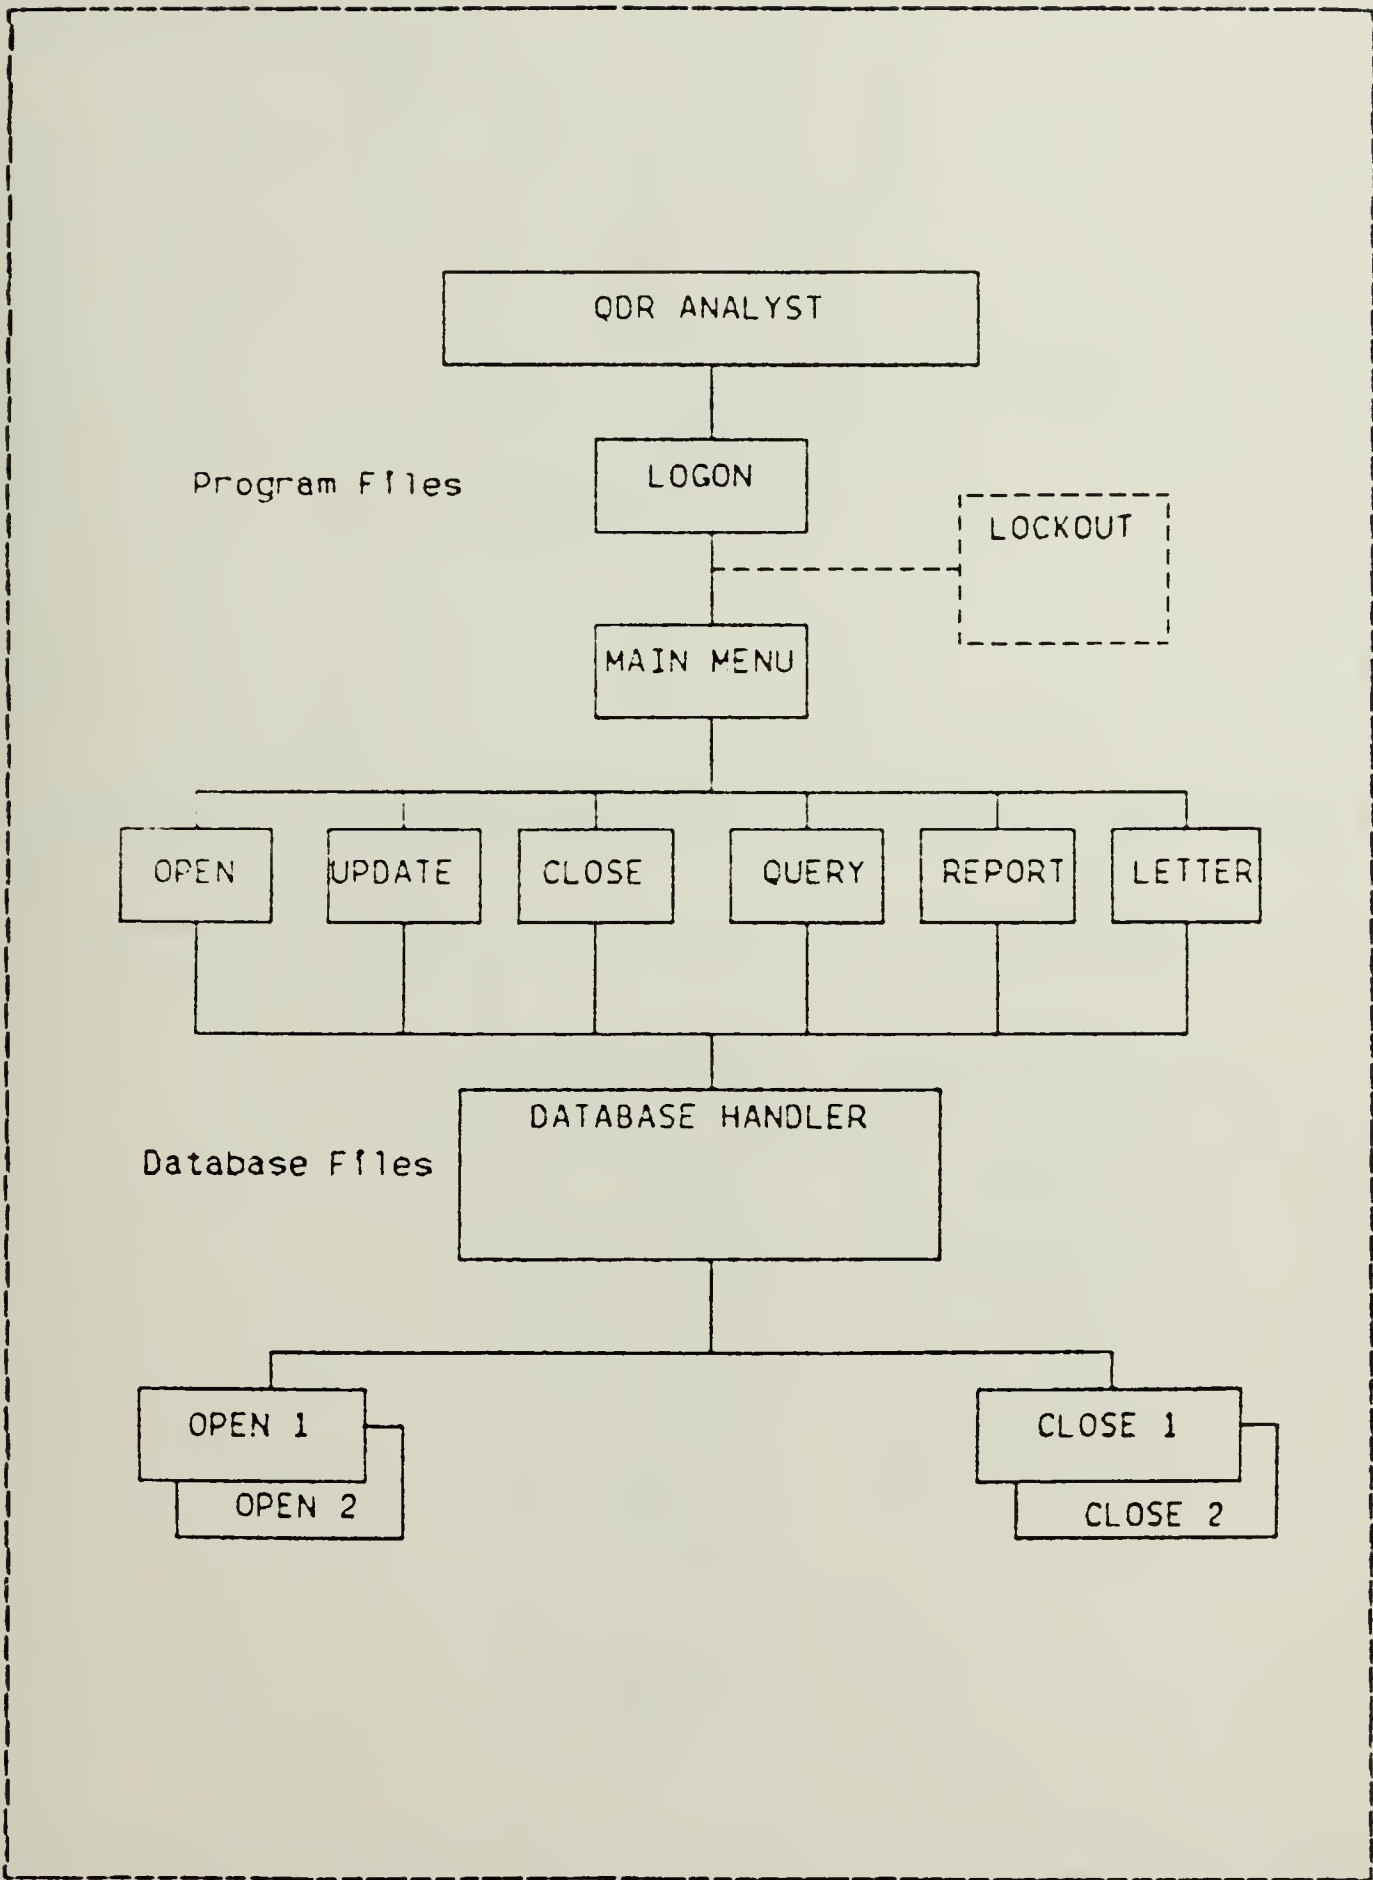 QDR ANALYST
LOGON
Program Files
LOCKOUT
MAIN MENU
OPEN UPDATE CLOSE QUERY REPORT LETTER
DATABASE HANDLER
Database Files
OPEN 1
CLOSE 1
OPEN 2
CLOSE 2